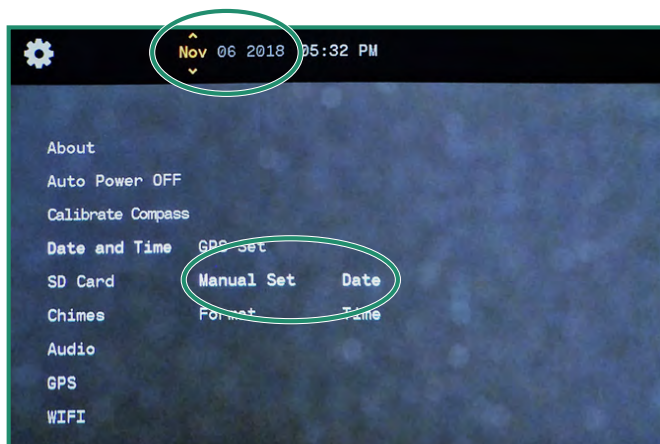 Nov 06 2018 05:32 PM
About
Auto Power OFF
Calibrate Compass
Date and Time GPS Set
SD Card Manual Set Date
Chimes Format Time
Audio
GPS
WIFI